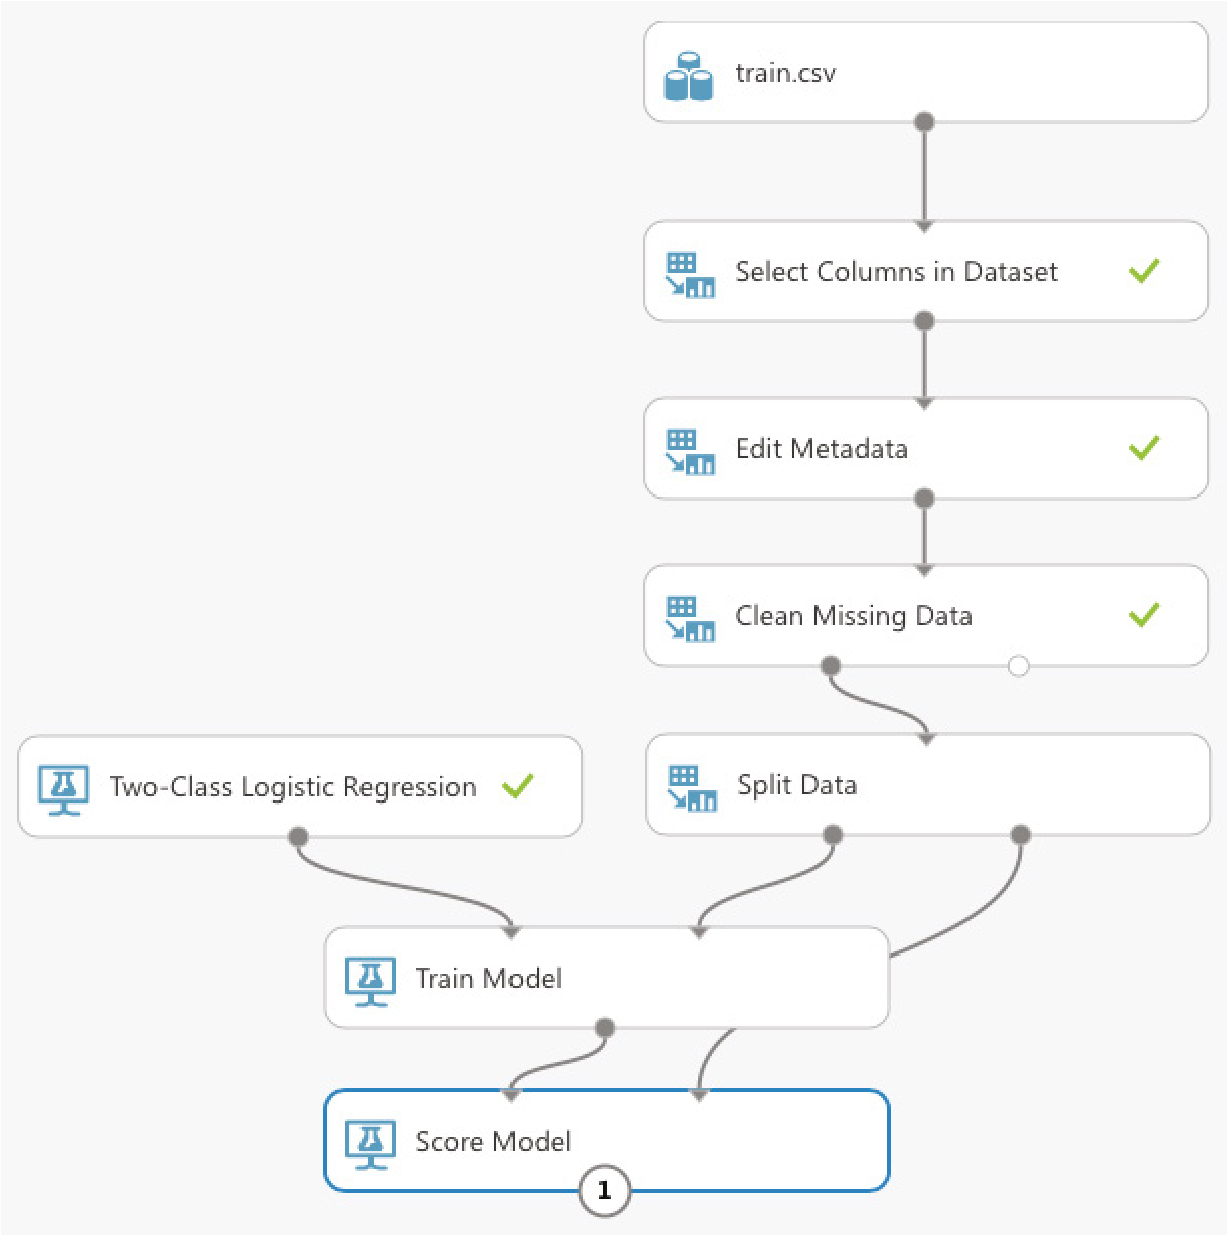 train.csv
Select Columns in Dataset
Edit Metadata
Clean Missing Data
Two-Class Logistic Regression
Split Data
Train Model
Score Model
1